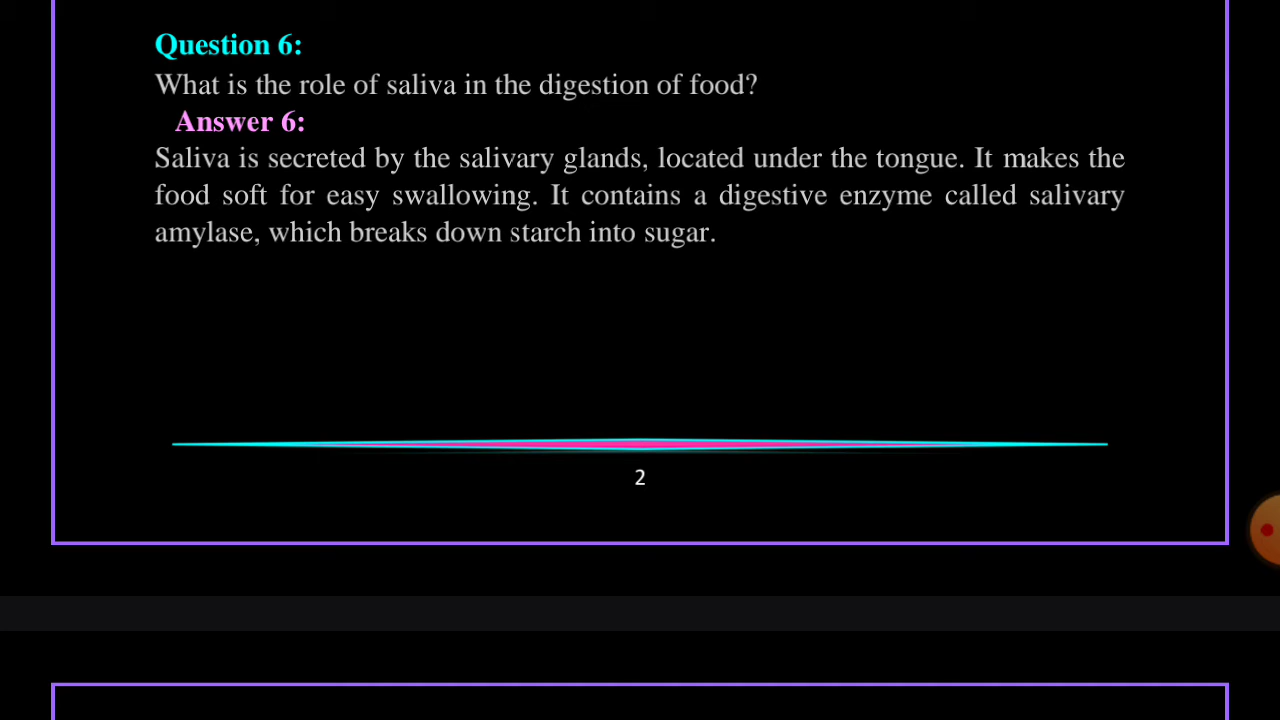 Question 6:
What is the role of saliva in the digestion of food?
Answer 6:
Saliva is secreted by the salivary glands, located under the tongue. It makes the
food soft for easy swallowing. It contains a digestive enzyme called salivary
amylase, which breaks down starch into sugar.
2